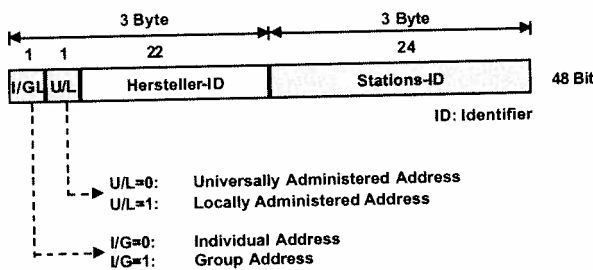 3 Byte 3 Byte
1 1 22 24
I/GL U/L Hersteller-ID Stations-ID 48 Bit
ID: Identifier
U/L=0: Universally Administered Address
U/L=1: Locally Administered Address
I/G=0: Individual Address
I/G=1: Group Address